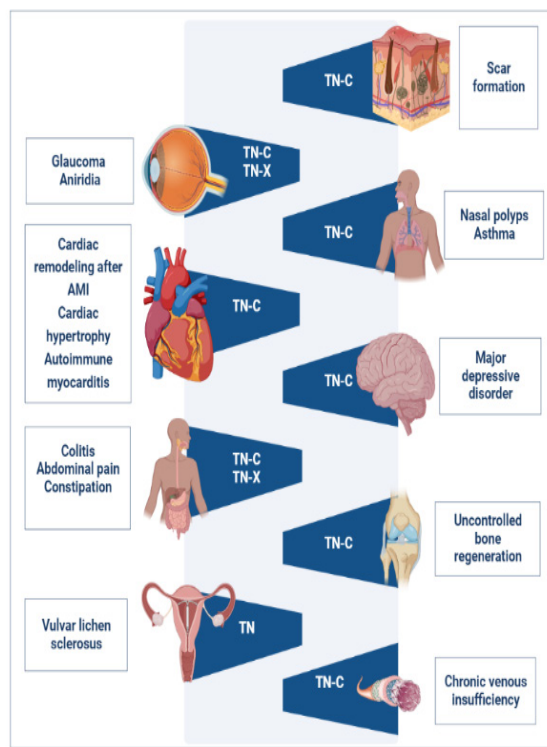 TN-C
Scar
formation
Glaucoma
Aniridia
TN-C
TN-X
TN-C
Nasal polyps
Asthma
Cardiac
remodeling after
AMI
Cardiac
hypertrophy
Autoimmune
myocarditis
TN-C
TN-C
Major
depressive
disorder
Colitis
Abdominal pain
Constipation
TN-C
TN-X
TN-C
Uncontrolled
bone
regeneration
Vulvar lichen
sclerosus
TN
TN-C
Chronic venous
insufficiency